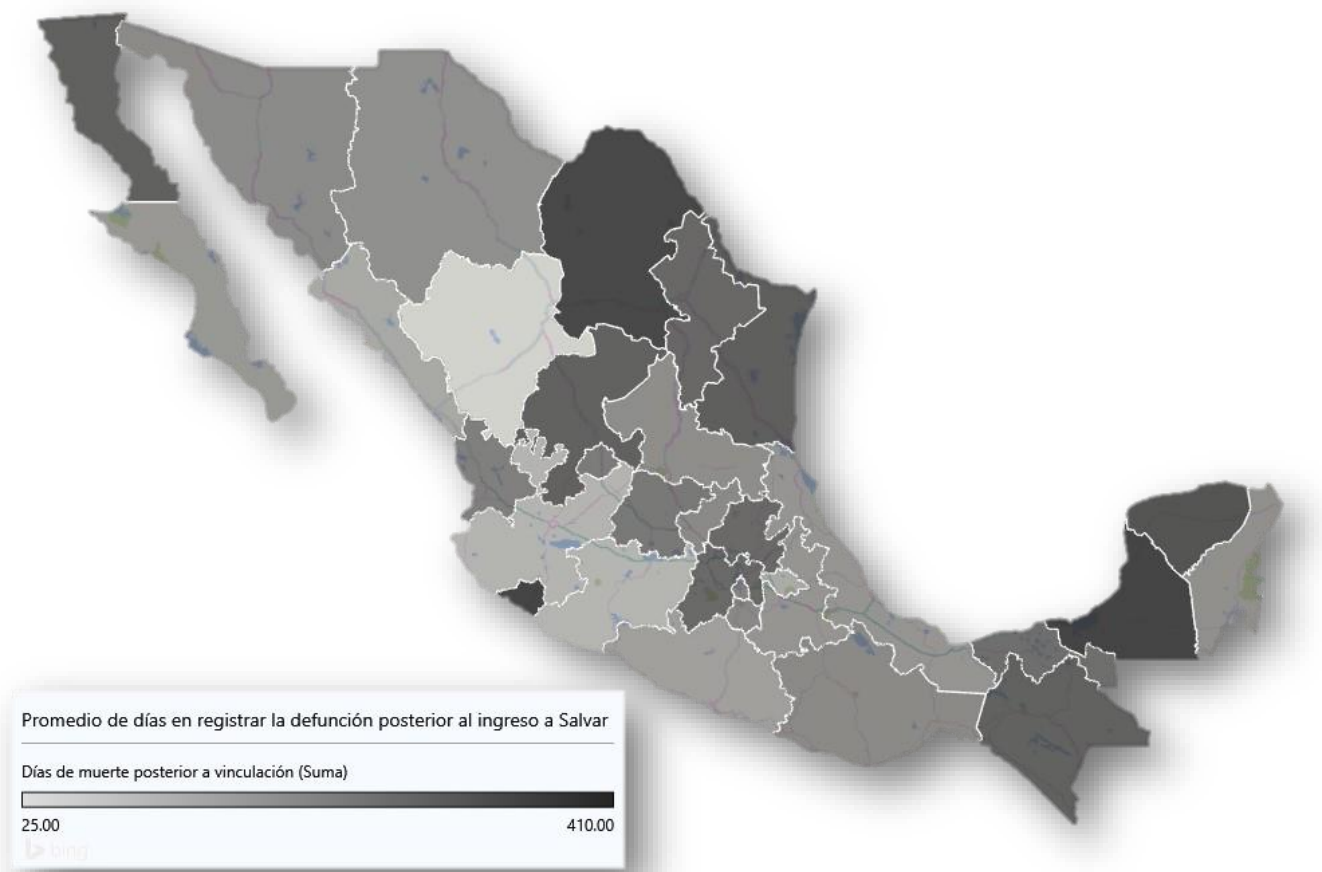 Promedio de días en registrar la defunción posterior al ingreso a Salvar
Días de muerte posterior a vinculación (Suma)
25.00 410.00
bing